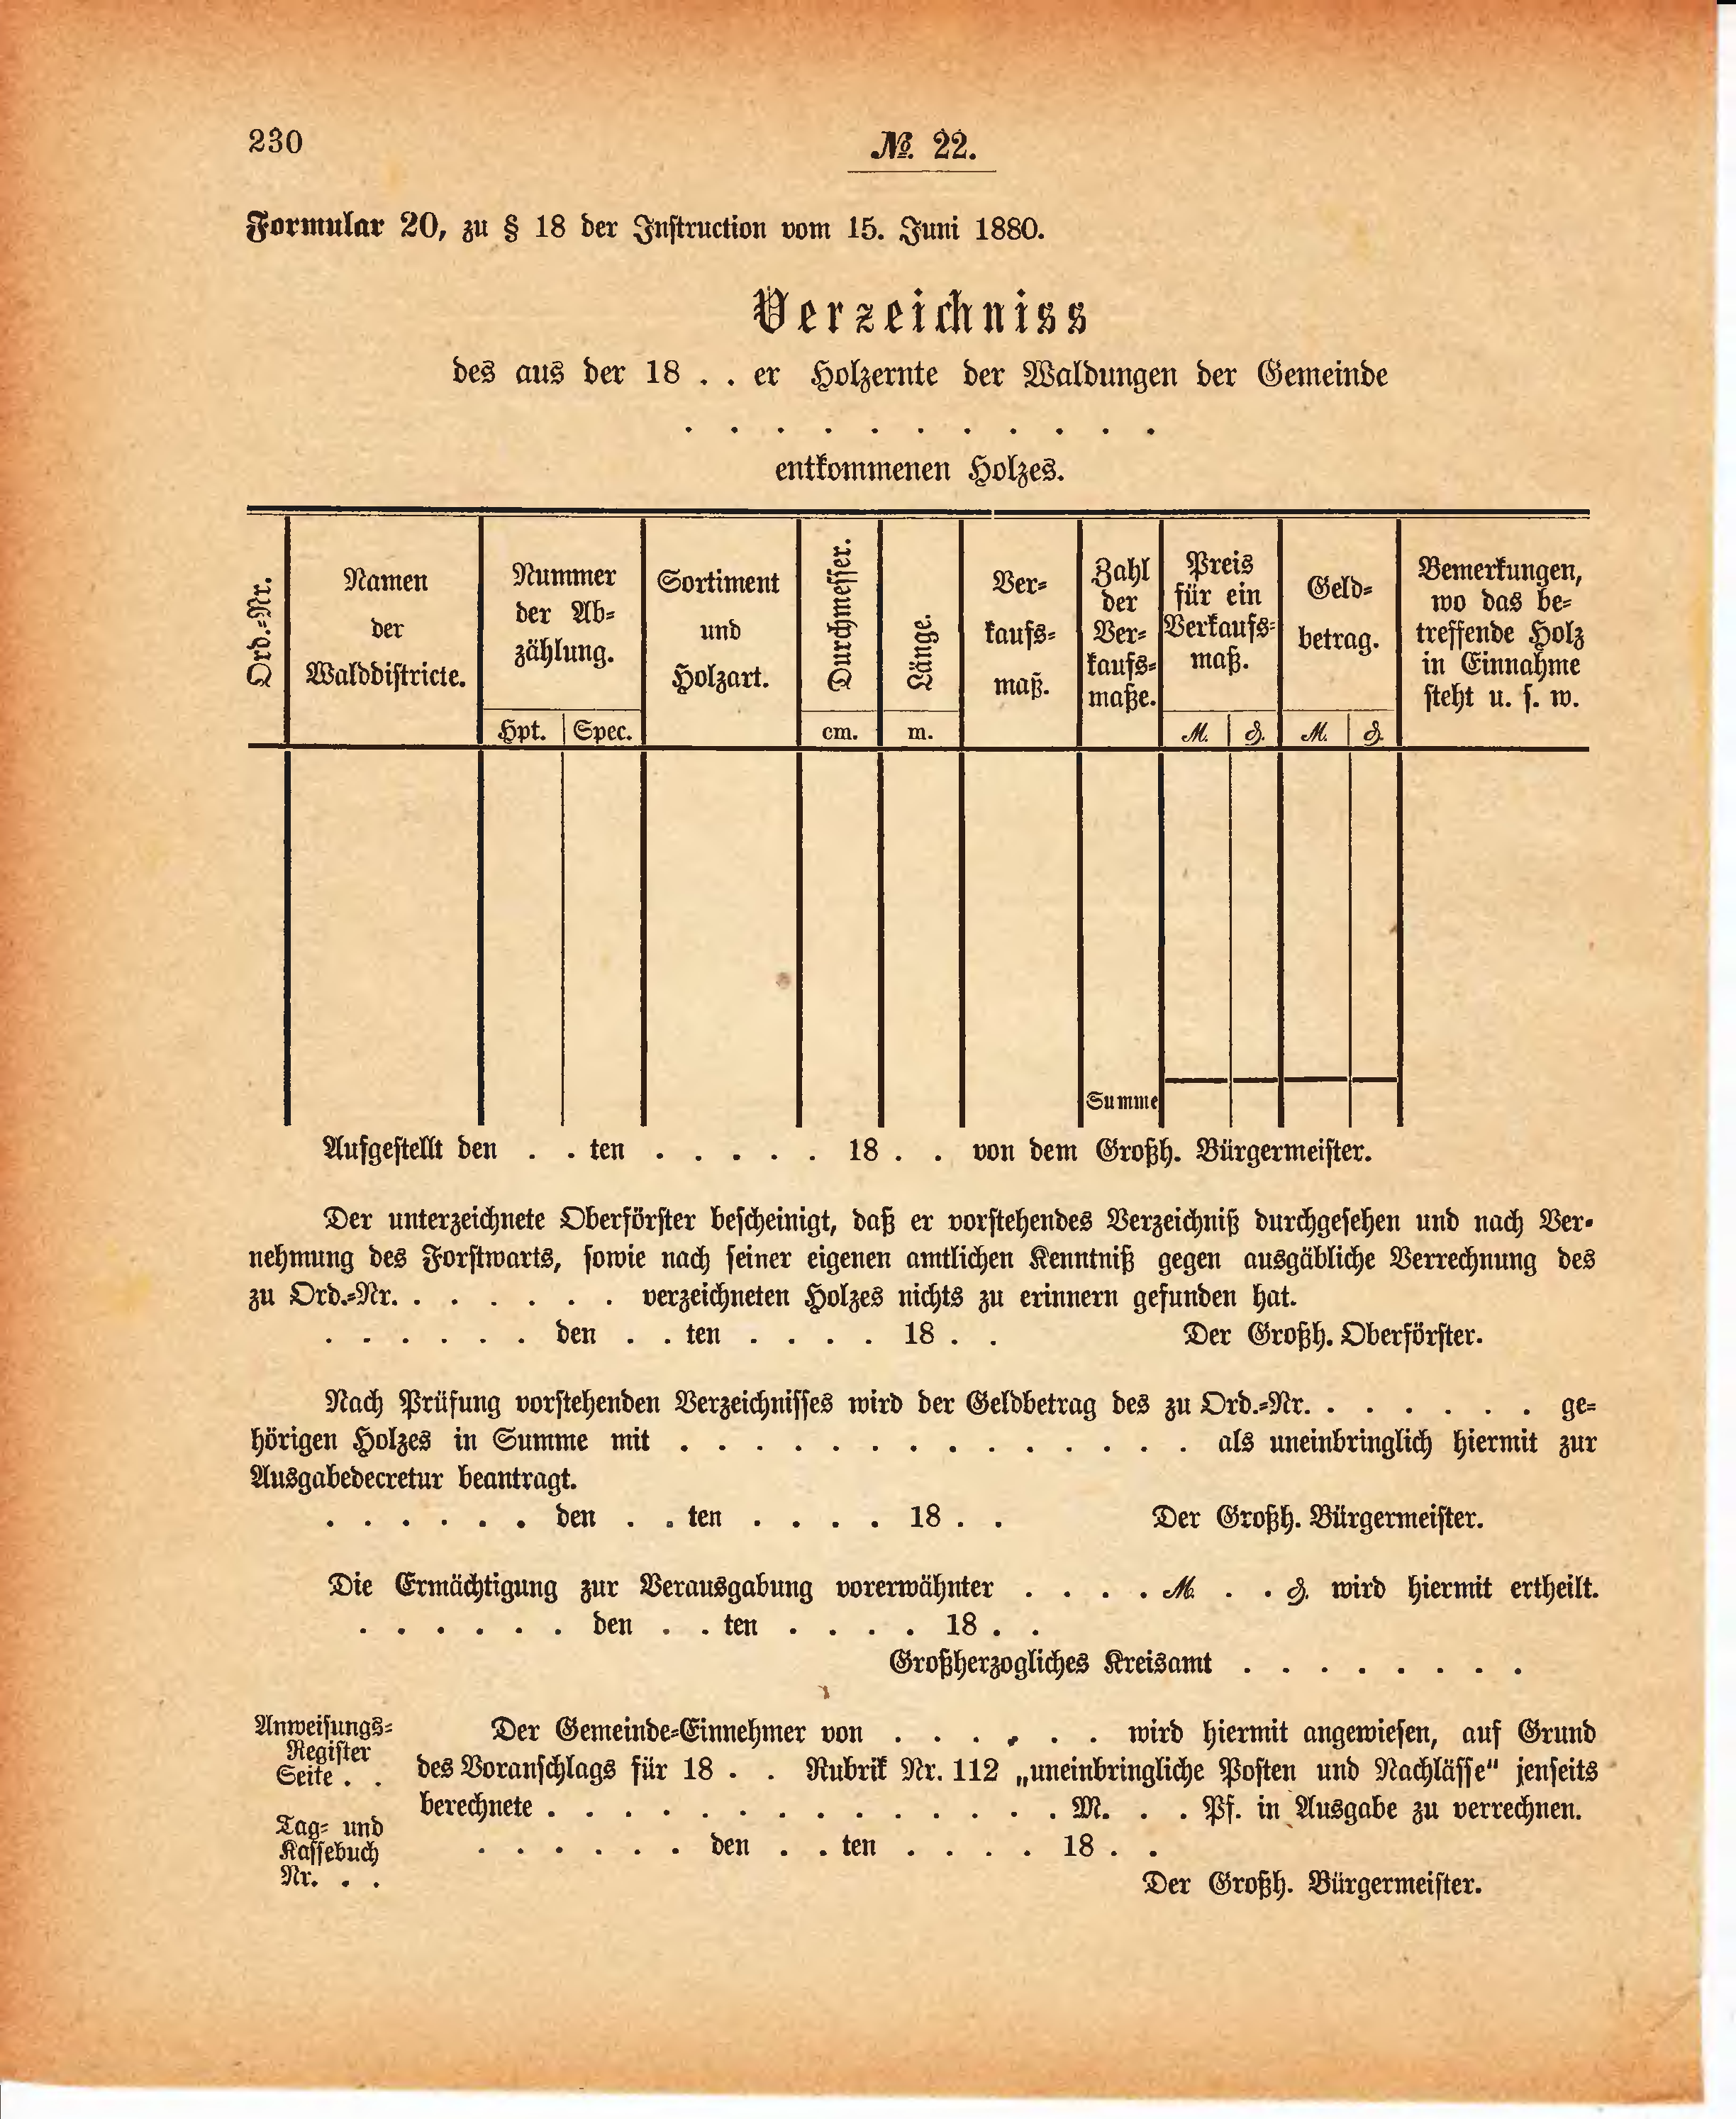 230
№. 22.
Formular 20, zu § 18 der Instruction vom 15. Juni 1880.
Verzeichniss
des aus der 18 . . er Holzernte der Waldungen der Gemeinde
. . . . . . . . . . .
entkommenen Holzes.
Ord.=Nr.
Namen
der
Walddistricte.
Nummer
der Ab=
zählung.
Hpt. Spec.
Sortiment
und
Holzart.
Durchmesser.
cm.
Länge.
m.
Ver=
kaufs=
maß.
Zahl
der
Ver=
kaufs=
maße.
Preis
für ein
Verkaufs=
maß.
M. ₰.
Geld=
betrag.
M. ₰.
Bemerkungen,
wo das be=
treffende Holz
in Einnahme
steht u. s. w.
Summe
Aufgestellt den . . ten . . . . . 18 . . von dem Großh. Bürgermeister.
Der unterzeichnete Oberförster bescheinigt, daß er vorstehendes Verzeichniß durchgesehen und nach Ver=
nehmung des Forstwarts, sowie nach seiner eigenen amtlichen Kenntniß gegen ausgäbliche Verrechnung des
zu Ord.=Nr. . . . . . . verzeichneten Holzes nichts zu erinnern gefunden hat.
. . . . . . den . . ten . . . . 18 . . Der Großh. Oberförster.
Nach Prüfung vorstehenden Verzeichnisses wird der Geldbetrag des zu Ord.=Nr. . . . . . . ge=
hörigen Holzes in Summe mit . . . . . . . . . . . . . . als uneinbringlich hiermit zur
Ausgabedecretur beantragt.
. . . . . . den . . ten . . . . 18 . . Der Großh. Bürgermeister.
Die Ermächtigung zur Verausgabung vorerwähnter . . . . M. . . ₰. wird hiermit ertheilt.
. . . . . . den . . ten . . . . 18 . .
Großherzogliches Kreisamt . . . . . . . .
Anweisungs=
Register
Seite . .
Tag= und
Kassebuch
Nr. . .
Der Gemeinde=Einnehmer von . . . . . . wird hiermit angewiesen, auf Grund
des Voranschlags für 18 . . Rubrik Nr. 112 „uneinbringliche Posten und Nachlässe“ jenseits
berechnete . . . . . . . . . . . . . . M. . . Pf. in Ausgabe zu verrechnen.
. . . . . . den . . ten . . . . 18 . .
Der Großh. Bürgermeister.